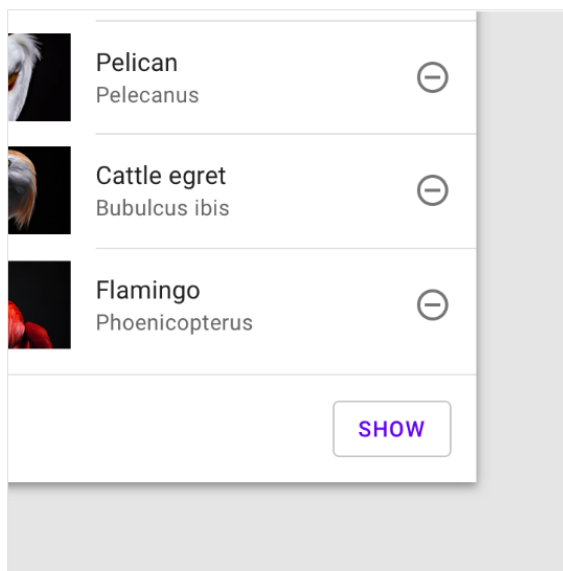 Pelican
Pelecanus
Cattle egret
Bubulcus ibis
Flamingo
Phoenicopterus
SHOW